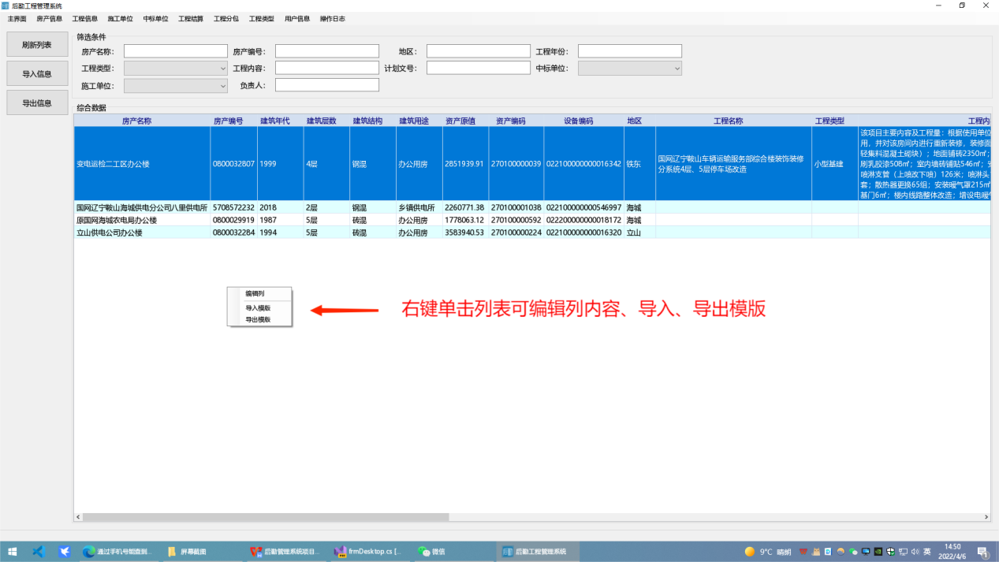 后勤工程管理系统
主界面 房产信息 工程信息 施工单位 中标单位 工程结算 工程分包 工程类型 用户信息 操作日志
刷新列表
导入信息
导出信息
筛选条件
房产名称： 房产编号： 地区： 工程年份：
工程类型： 工程内容： 计划文号： 中标单位：
施工单位： 负责人：
综合数据
房产名称 房产编号 建筑年代 建筑层数 建筑结构 建筑用途 资产原值 资产编码 设备编码 地区 工程名称 工程类型 工程内
变电运检二工区办公楼 0800032807 1999 4层 钢混 办公用房 2851939.91 270100000039 022100000000016342 铁东
国网辽宁鞍山车辆运输服务部综合楼装饰装修
分系统4层、5层停车场改造
小型基建
该项目主要内容及工程量：根据使用单位
用，并对该房间内进行重新装修，装修面
轻集料混凝土砌块）；地面铺砖2350㎡；
刷乳胶漆508㎡；室内墙砖铺贴546㎡；
喷淋支管（上喷改下喷）126米；喷淋头
套；散热器更换65组；安装暖气罩215㎡
基门6㎡；楼内线路整体改造；增设电暖
国网辽宁鞍山海城供电分公司八里供电所 5708572232 2018 2层 钢混 乡镇供电所 2260771.38 270100001038 022100000000546997 海城
原国网海城农电局办公楼 0800029919 1987 5层 砖混 办公用房 1778063.12 270100000592 022200000000018172 海城
立山供电公司办公楼 0800032284 1994 5层 砖混 办公用房 3583940.53 270100000224 022100000000016320 立山
编辑列
导入模版
导出模版
右键单击列表可编辑列内容、导入、导出模版
通过手机号能查到... 屏幕截图 后勤管理系统项目... frmDesktop.cs [... 微信 后勤工程管理系统 9°C 晴朗 英
14:50
2022/4/6